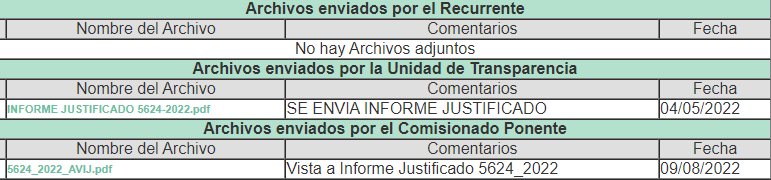 Archivos enviados por el Recurrente
Nombre del Archivo Comentarios Fecha
No hay Archivos adjuntos
Archivos enviados por la Unidad de Transparencia
Nombre del Archivo Comentarios Fecha
INFORME JUSTIFICADO 5624-2022.pdf SE ENVIA INFORME JUSTIFICADO 04/05/2022
Archivos enviados por el Comisionado Ponente
Nombre del Archivo Comentarios Fecha
5624_2022_AVIJ.pdf Vista a Informe Justificado 5624_2022 09/08/2022